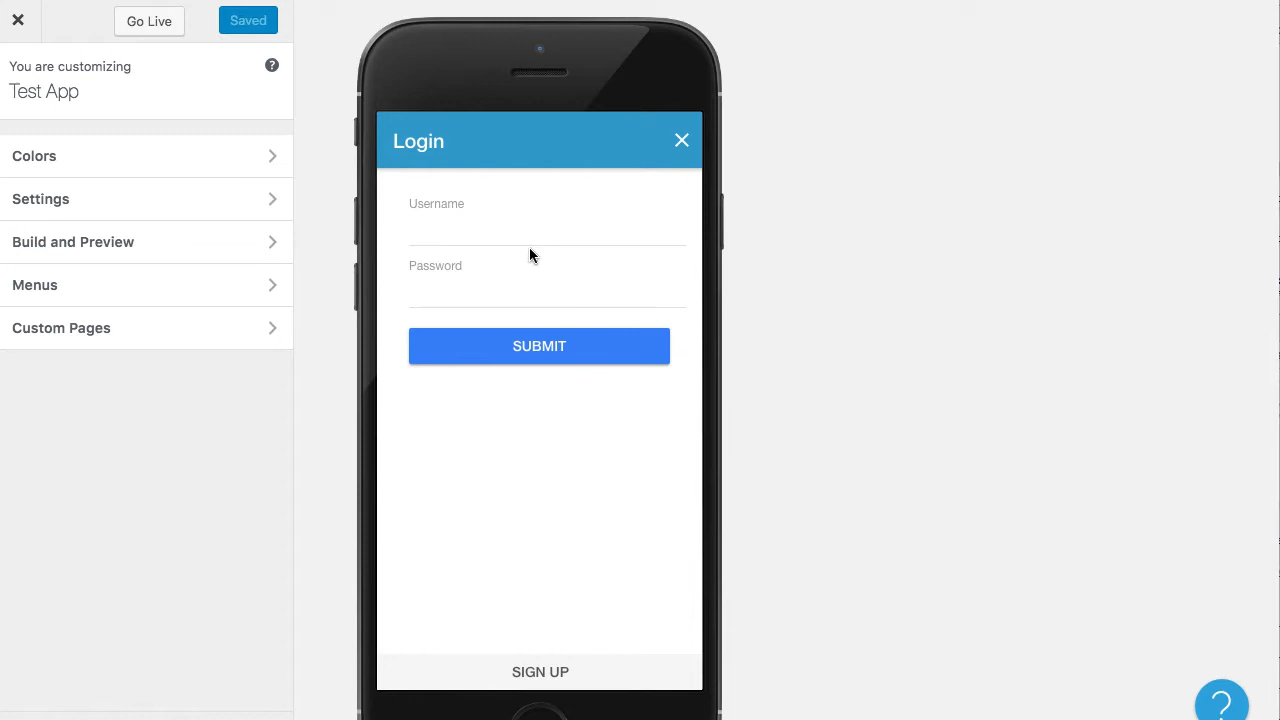 Go Live
Saved
You are customizing
?
Test App
Colors
Settings
Build and Preview
Menus
Custom Pages
Login
Username
Password
SUBMIT
SIGN UP
?